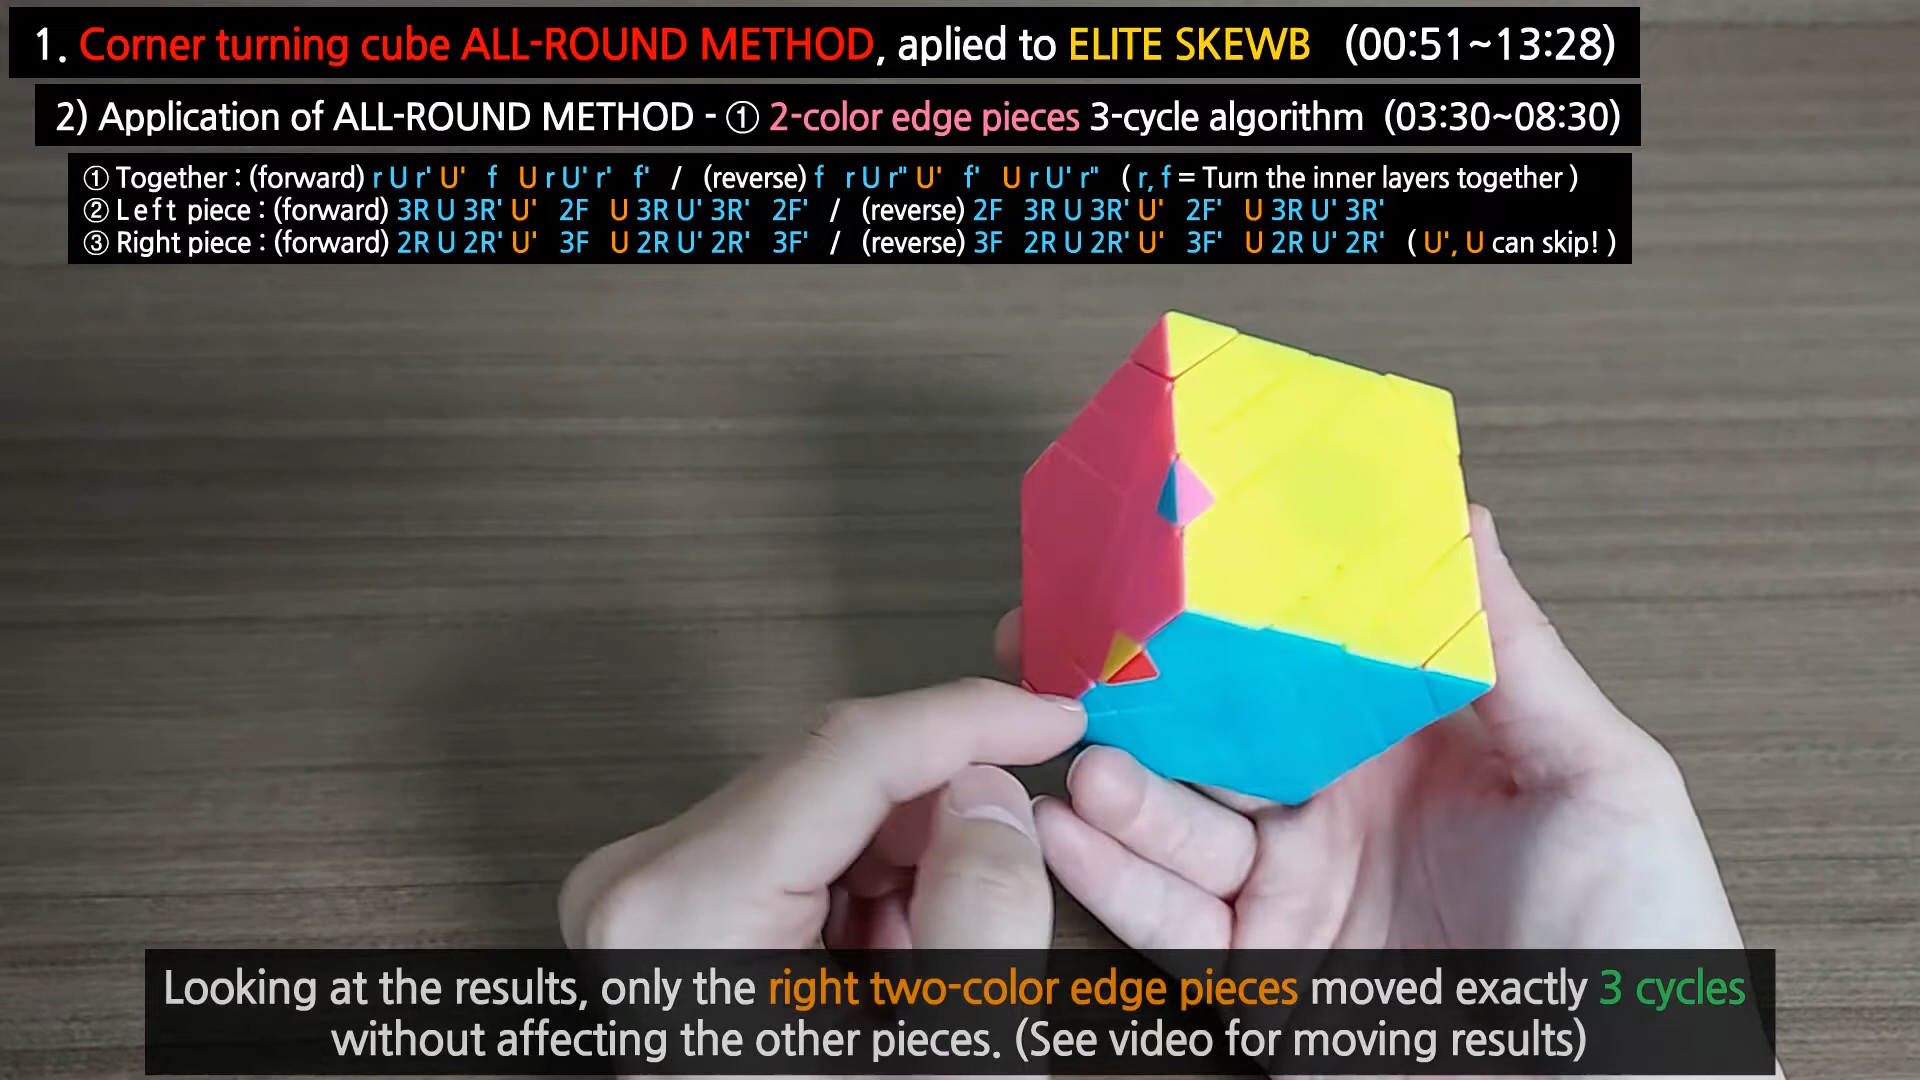 1. Corner turning cube ALL-ROUND METHOD, aplied to ELITE SKEWB (00:51~13:28)
2) Application of ALL-ROUND METHOD - ① 2-color edge pieces 3-cycle algorithm (03:30~08:30)
① Together : (forward) r U r' U' f U r U' r' f' / (reverse) f r U r" U' f' U r U' r" ( r, f = Turn the inner layers together )
② Left piece : (forward) 3R U 3R' U' 2F U 3R U' 3R' 2F' / (reverse) 2F 3R U 3R' U' 2F' U 3R U' 3R'
③ Right piece : (forward) 2R U 2R' U' 3F U 2R U' 2R' 3F' / (reverse) 3F 2R U 2R' U' 3F' U 2R U' 2R' ( U', U can skip! )
Looking at the results, only the right two-color edge pieces moved exactly 3 cycles
without affecting the other pieces. (See video for moving results)